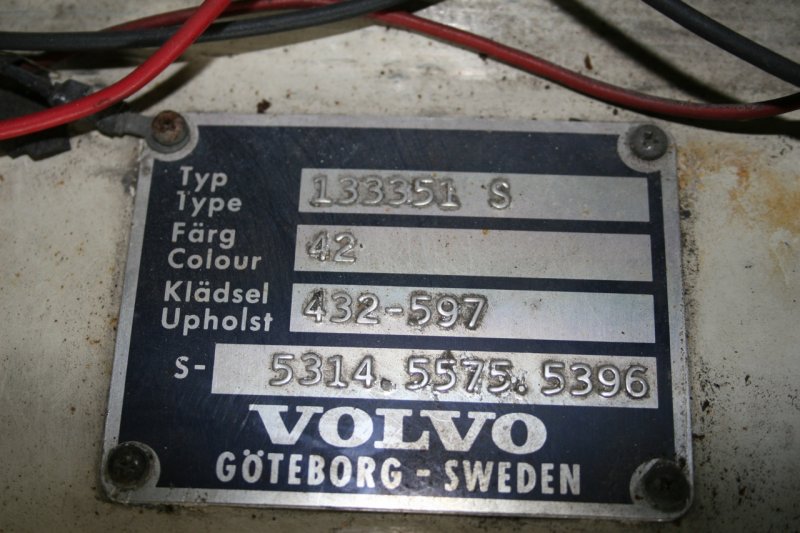 Typ
Type 133351 S
Färg
Colour 42
Klädsel
Upholst 432-597
S- 5314.5575.5396
VOLVO
GÖTEBORG - SWEDEN